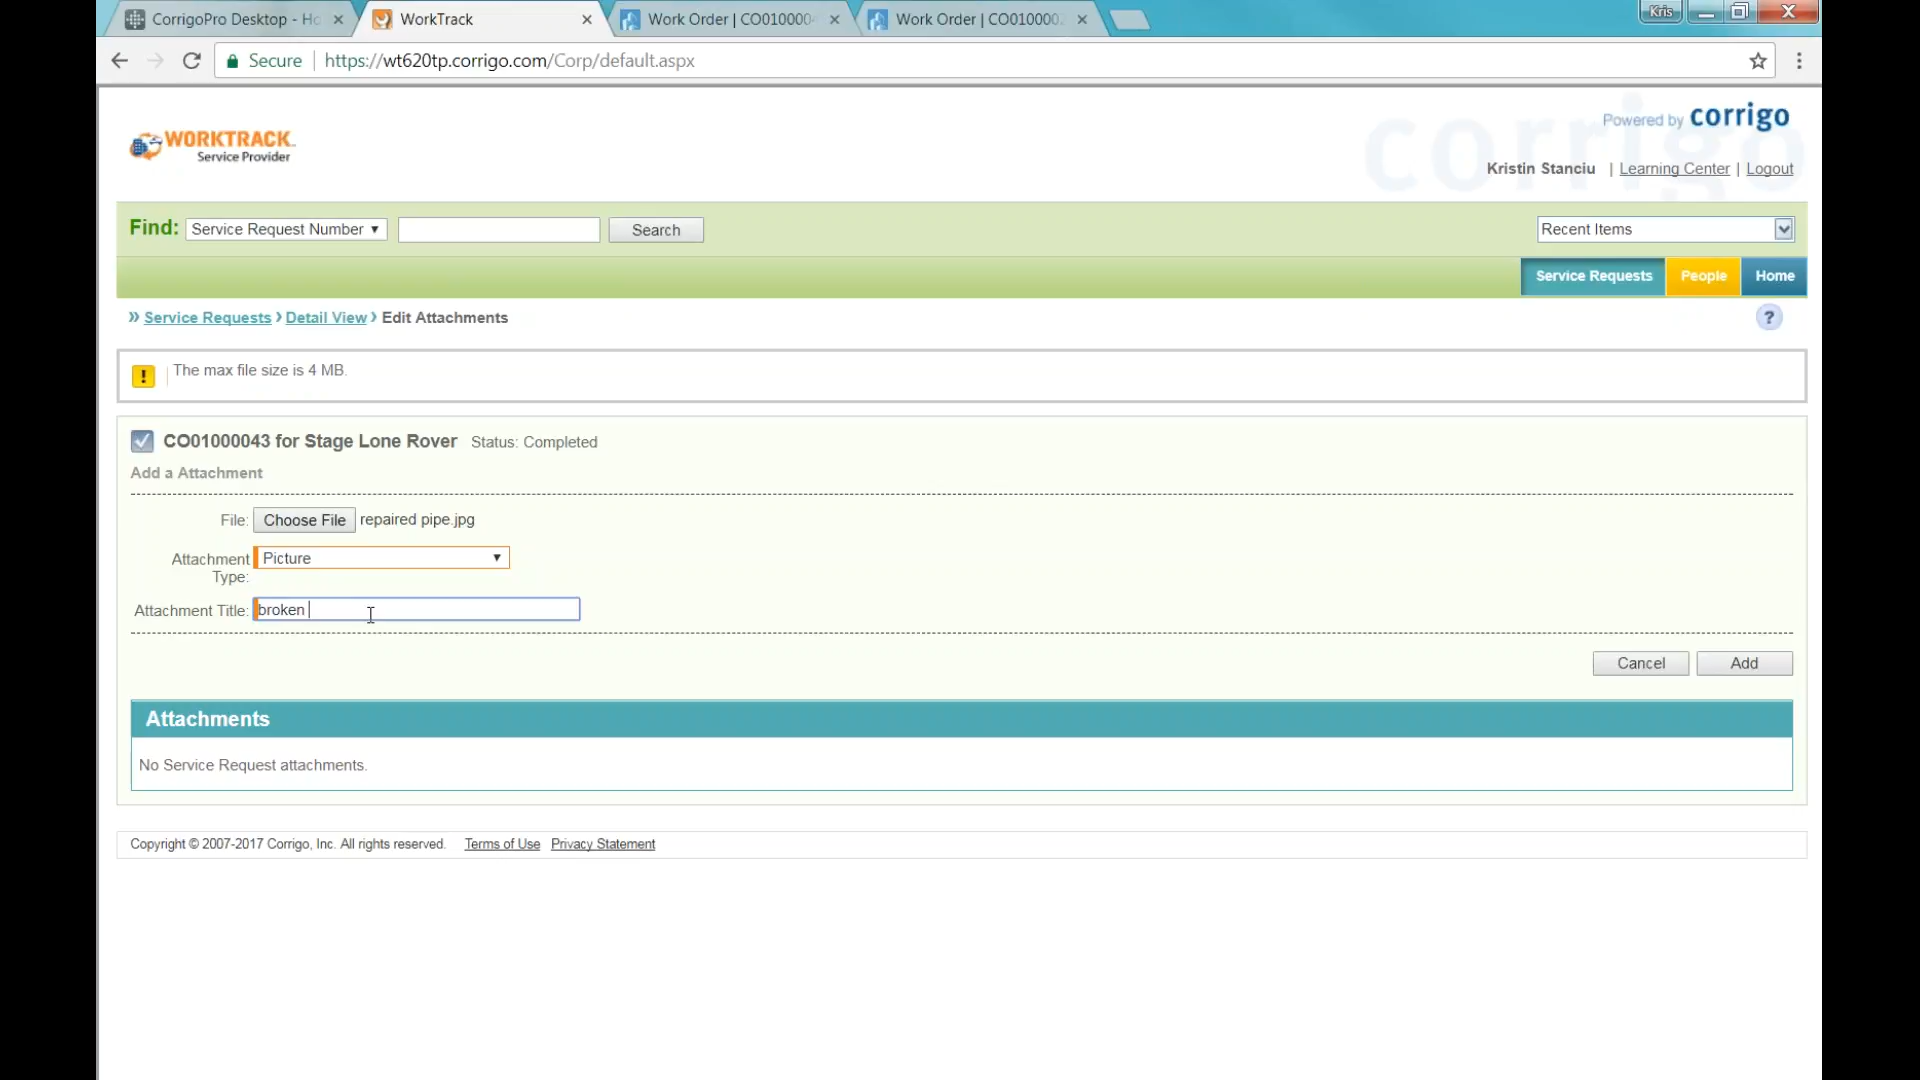 CorrigoPro Desktop - Ho
WorkTrack
Work Order | CO010000
Work Order | CO010000
Kris
Secure
https://wt620tp.corrigo.com/Corp/default.aspx
WORKTRACK
Service Provider
corrigo
Powered by corrigo
Kristin Stanciu | Learning Center | Logout
Find: Service Request Number Search Recent Items
Service Requests People Home
» Service Requests › Detail View › Edit Attachments ?
! The max file size is 4 MB.
CO01000043 for Stage Lone Rover Status: Completed
Add a Attachment
File: Choose File repaired pipe.jpg
Attachment Picture
Type:
Attachment Title: broken
Cancel Add
Attachments
No Service Request attachments.
Copyright © 2007-2017 Corrigo, Inc. All rights reserved. Terms of Use Privacy Statement